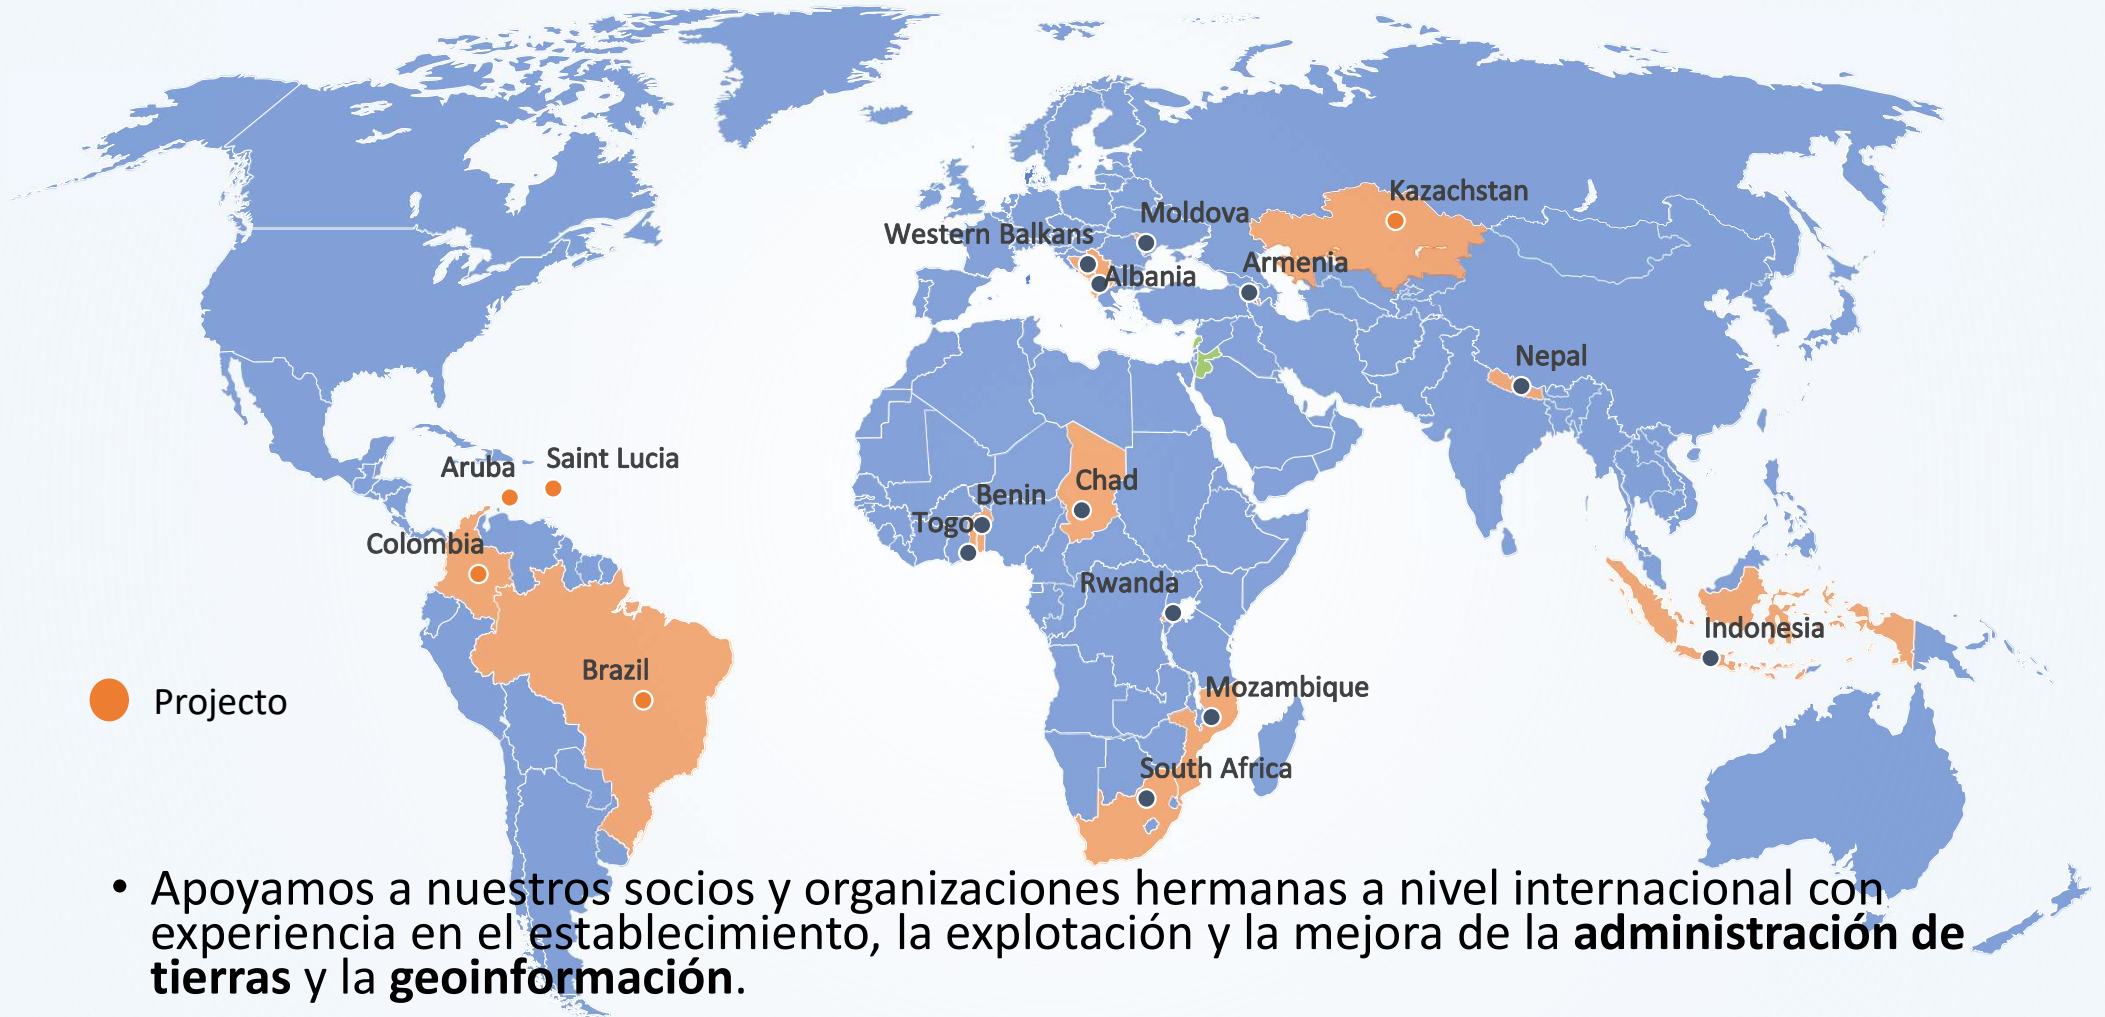 Kazachstan
Moldova
Western Balkans
Armenia
Albania
Nepal
Saint Lucia
Aruba
Chad
Benin
Togo
Colombia
Rwanda
Indonesia
Brazil
Mozambique
Projecto
South Africa
• Apoyamos a nuestros socios y organizaciones hermanas a nivel internacional con
experiencia en el establecimiento, la explotación y la mejora de la administración de
tierras y la geoinformación.